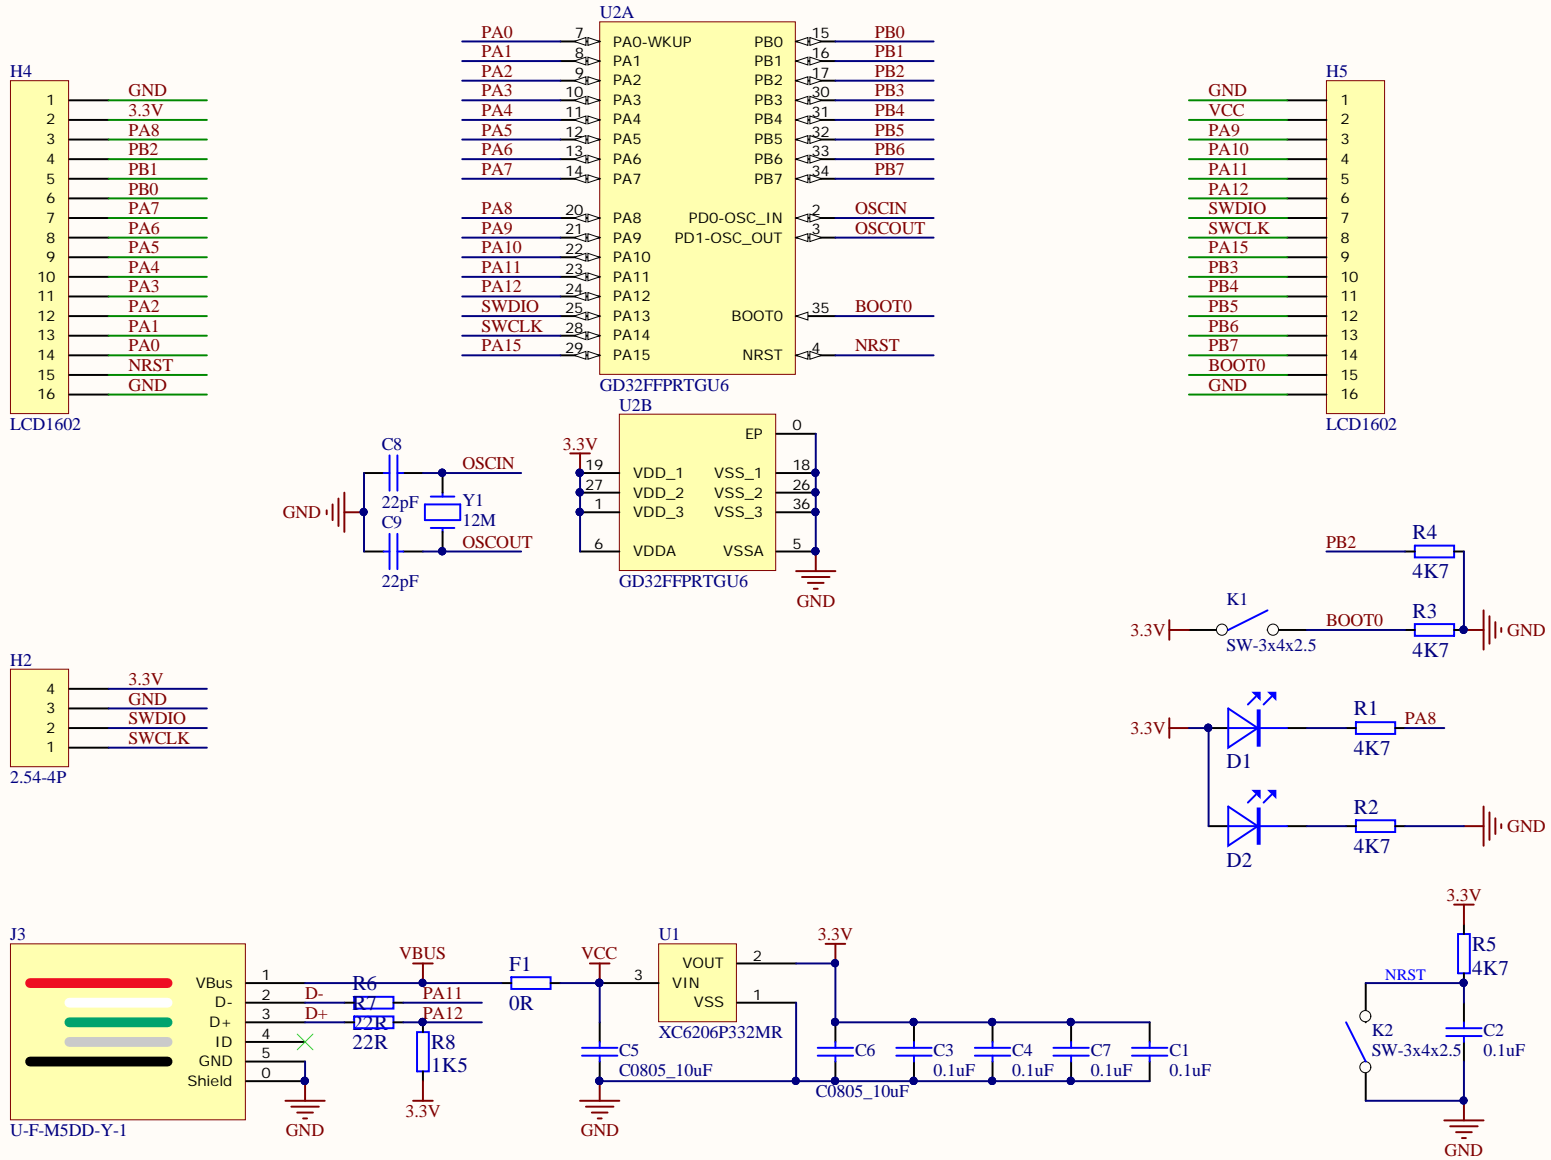 H4
1 GND
2 3.3V
3 PA8
4 PB2
5 PB1
6 PB0
7 PA7
8 PA6
9 PA5
10 PA4
11 PA3
12 PA2
13 PA1
14 PA0
15 NRST
16 GND
LCD1602
U2A
PA0 7 PA0-WKUP PB0 15 PB0
PA1 8 PA1 PB1 16 PB1
PA2 9 PA2 PB2 17 PB2
PA3 10 PA3 PB3 30 PB3
PA4 11 PA4 PB4 31 PB4
PA5 12 PA5 PB5 32 PB5
PA6 13 PA6 PB6 33 PB6
PA7 14 PA7 PB7 34 PB7
PA8 20 PA8 PD0-OSC_IN 2 OSCIN
PA9 21 PA9 PD1-OSC_OUT 3 OSCOUT
PA10 22 PA10
PA11 23 PA11
PA12 24 PA12
SWDIO 25 PA13 BOOT0 35 BOOT0
SWCLK 28 PA14
PA15 29 PA15 NRST 4 NRST
GD32FFPRTGU6
H5
GND 1
VCC 2
PA9 3
PA10 4
PA11 5
PA12 6
SWDIO 7
SWCLK 8
PA15 9
PB3 10
PB4 11
PB5 12
PB6 13
PB7 14
BOOT0 15
GND 16
LCD1602
U2B
EP 0
3.3V
19 VDD_1 VSS_1 18
27 VDD_2 VSS_2 26
1 VDD_3 VSS_3 36
6 VDDA VSSA 5
GD32FFPRTGU6
GND
C8
22pF
OSCIN
GND
Y1
12M
C9
22pF
OSCOUT
PB2
R4
4K7
K1
3.3V
SW-3x4x2.5
BOOT0
R3
4K7
GND
H2
4 3.3V
3 GND
2 SWDIO
1 SWCLK
2.54-4P
3.3V
D1
R1
4K7
PA8
D2
R2
4K7
GND
J3
VBus 1
D- 2
D+ 3
ID 4
GND 5
Shield 0
U-F-M5DD-Y-1
GND
D-
D+
R6
22R
R7
22R
VBUS
PA11
PA12
R8
1K5
3.3V
F1
0R
VCC
U1
VOUT 2
3 VIN
VSS 1
XC6206P332MR
C5
C0805_10uF
GND
3.3V
C6
C0805_10uF
C3
0.1uF
C4
0.1uF
C7
0.1uF
C1
0.1uF
3.3V
R5
4K7
NRST
K2
SW-3x4x2.5
C2
0.1uF
GND